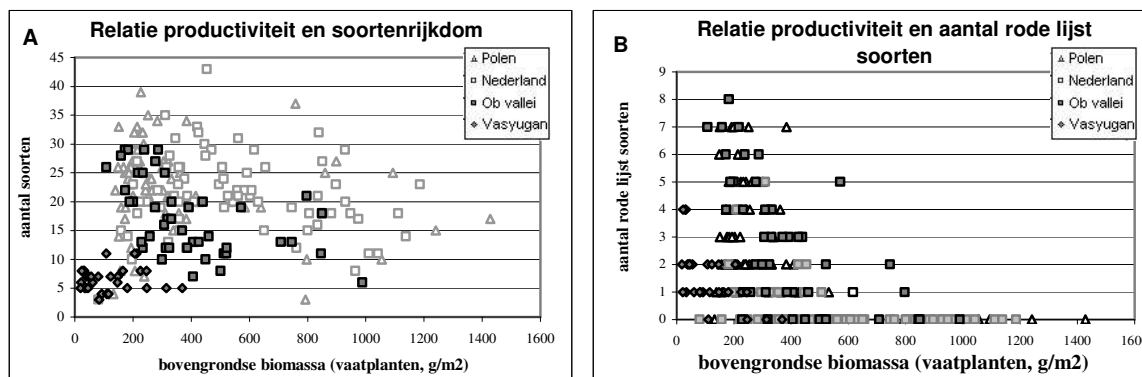 A
Relatie productiviteit en soortenrijkdom
Polen
Nederland
Ob vallei
Vasyugan
aantal soorten
45
40
35
30
25
20
15
10
5
0
0 200 400 600 800 1000 1200 1400 1600
bovengrondse biomassa (vaatplanten, g/m2)
B
Relatie productiviteit en aantal rode lijst
soorten
Polen
Nederland
Ob vallei
Vasyugan
aantal rode lijst soorten
9
8
7
6
5
4
3
2
1
0
0 200 400 600 800 1000 1200 1400 160
bovengrondse biomassa (vaatplanten, g/m2)